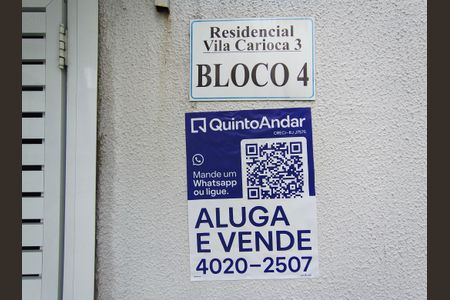 Residencial
Vila Carioca 3
BLOCO 4
QuintoAndar
Mande um
Whatsapp
ou ligue.
ALUGA
E VENDE
4020-2507